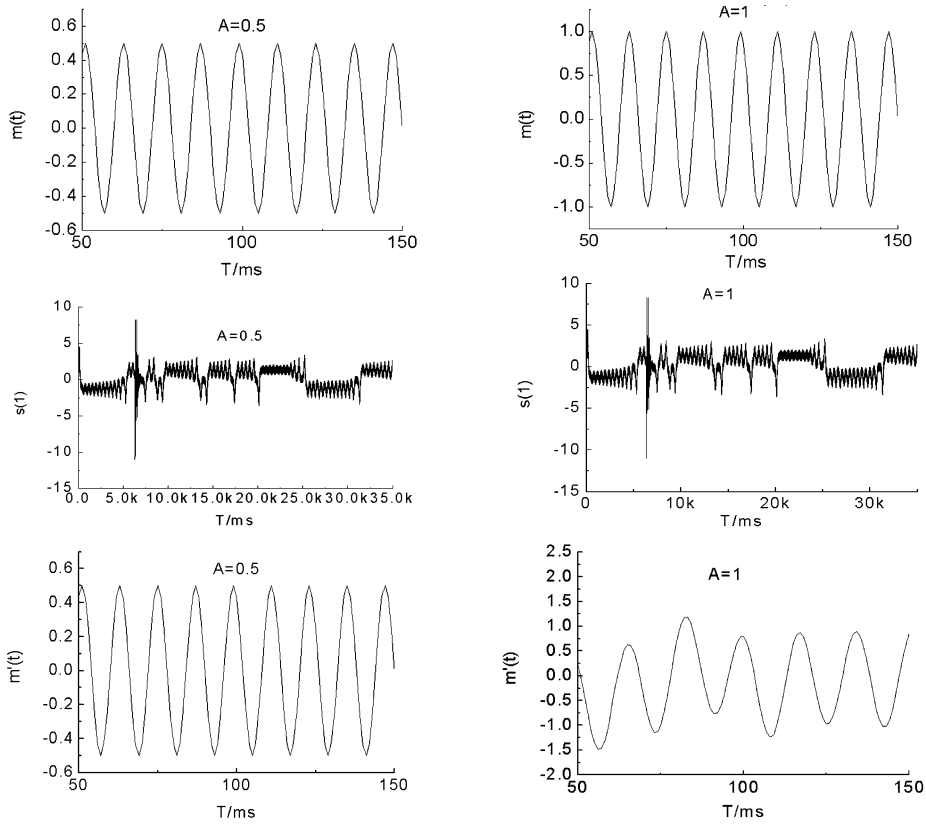 A=0.5
0.6
0.4
0.2
0.0
-0.2
-0.4
-0.6
m(t)
50
100
150
T/ms
A=1
1.0
0.5
0.0
-0.5
-1.0
m(t)
50
100
150
T/ms
A=0.5
10
5
0
-5
-10
-15
s(1)
0.0
5.0k
10.0k
15.0k
20.0k
25.0k
30.0k
35.0k
T/ms
A=1
10
5
0
-5
-10
-15
s(1)
0
10k
20k
30k
T/ms
A=0.5
0.6
0.4
0.2
0.0
-0.2
-0.4
-0.6
m'(t)
50
100
150
T/ms
A=1
2.5
2.0
1.5
1.0
0.5
0.0
-0.5
-1.0
-1.5
-2.0
m'(t)
50
100
150
T/ms